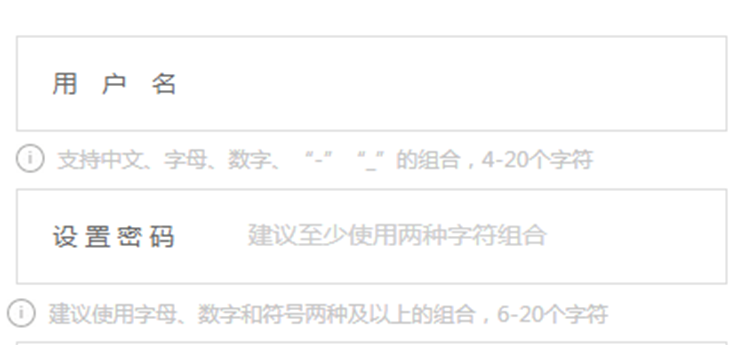 用 户 名
支持中文、字母、数字、“-”“_”的组合，4-20个字符
设 置 密 码 建议至少使用两种字符组合
建议使用字母、数字和符号两种及以上的组合，6-20个字符